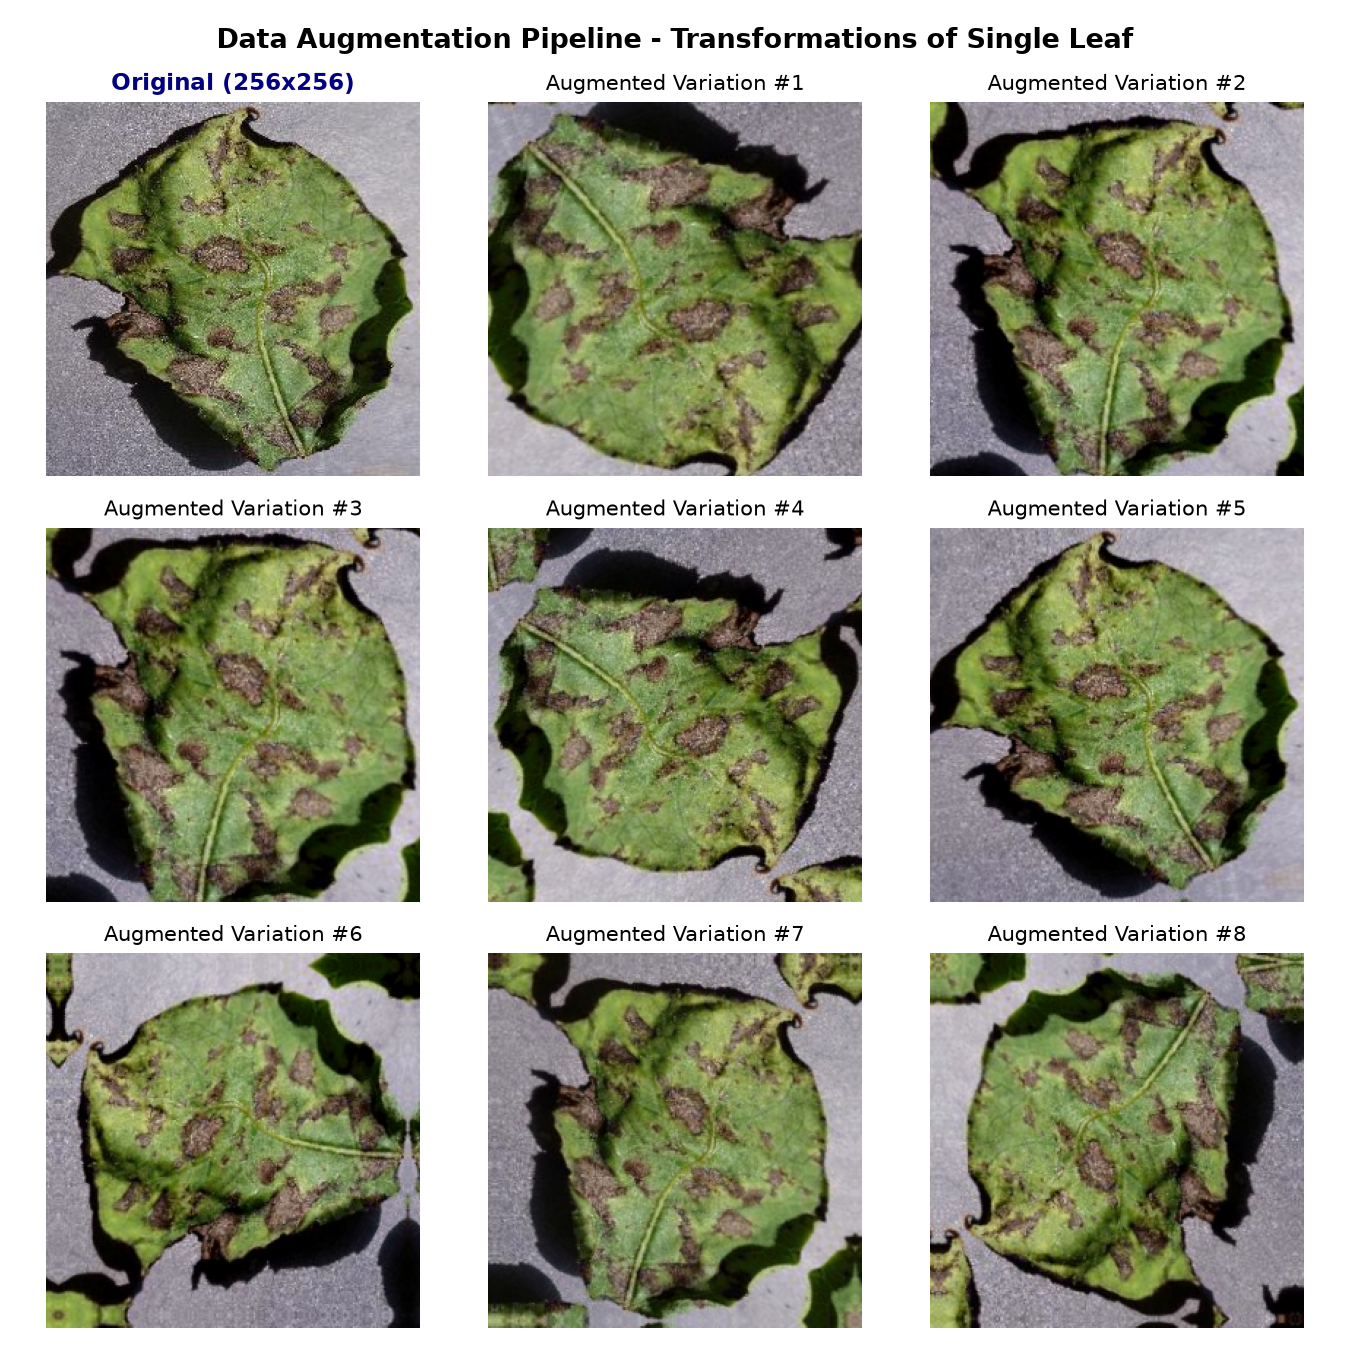 Data Augmentation Pipeline - Transformations of Single Leaf
Original (256x256)
Augmented Variation #1
Augmented Variation #2
Augmented Variation #3
Augmented Variation #4
Augmented Variation #5
Augmented Variation #6
Augmented Variation #7
Augmented Variation #8